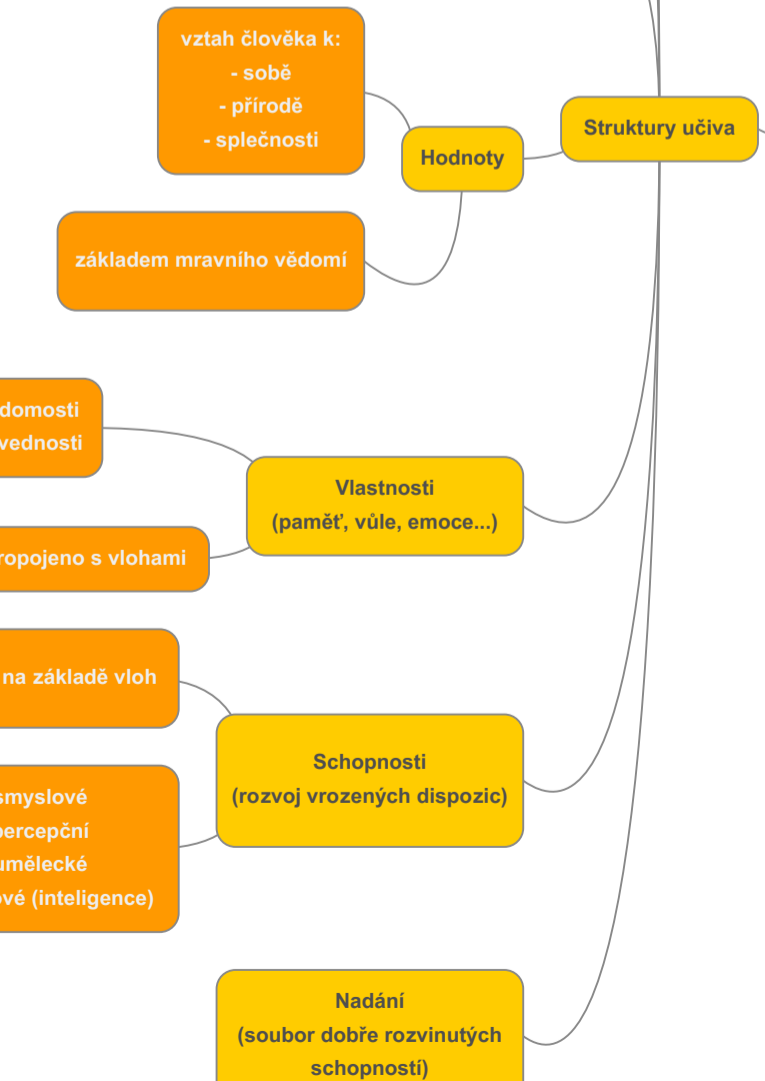 vztah člověka k:
- sobě
- přírodě
- splečnosti
Struktury učiva
Hodnoty
základem mravního vědomí
domosti
vednosti
Vlastnosti
(paměť, vůle, emoce...)
ropojeno s vlohami
na základě vloh
Schopnosti
(rozvoj vrozených dispozic)
smyslové
percepční
umělecké
ové (inteligence)
Nadání
(soubor dobře rozvinutých
schopností)